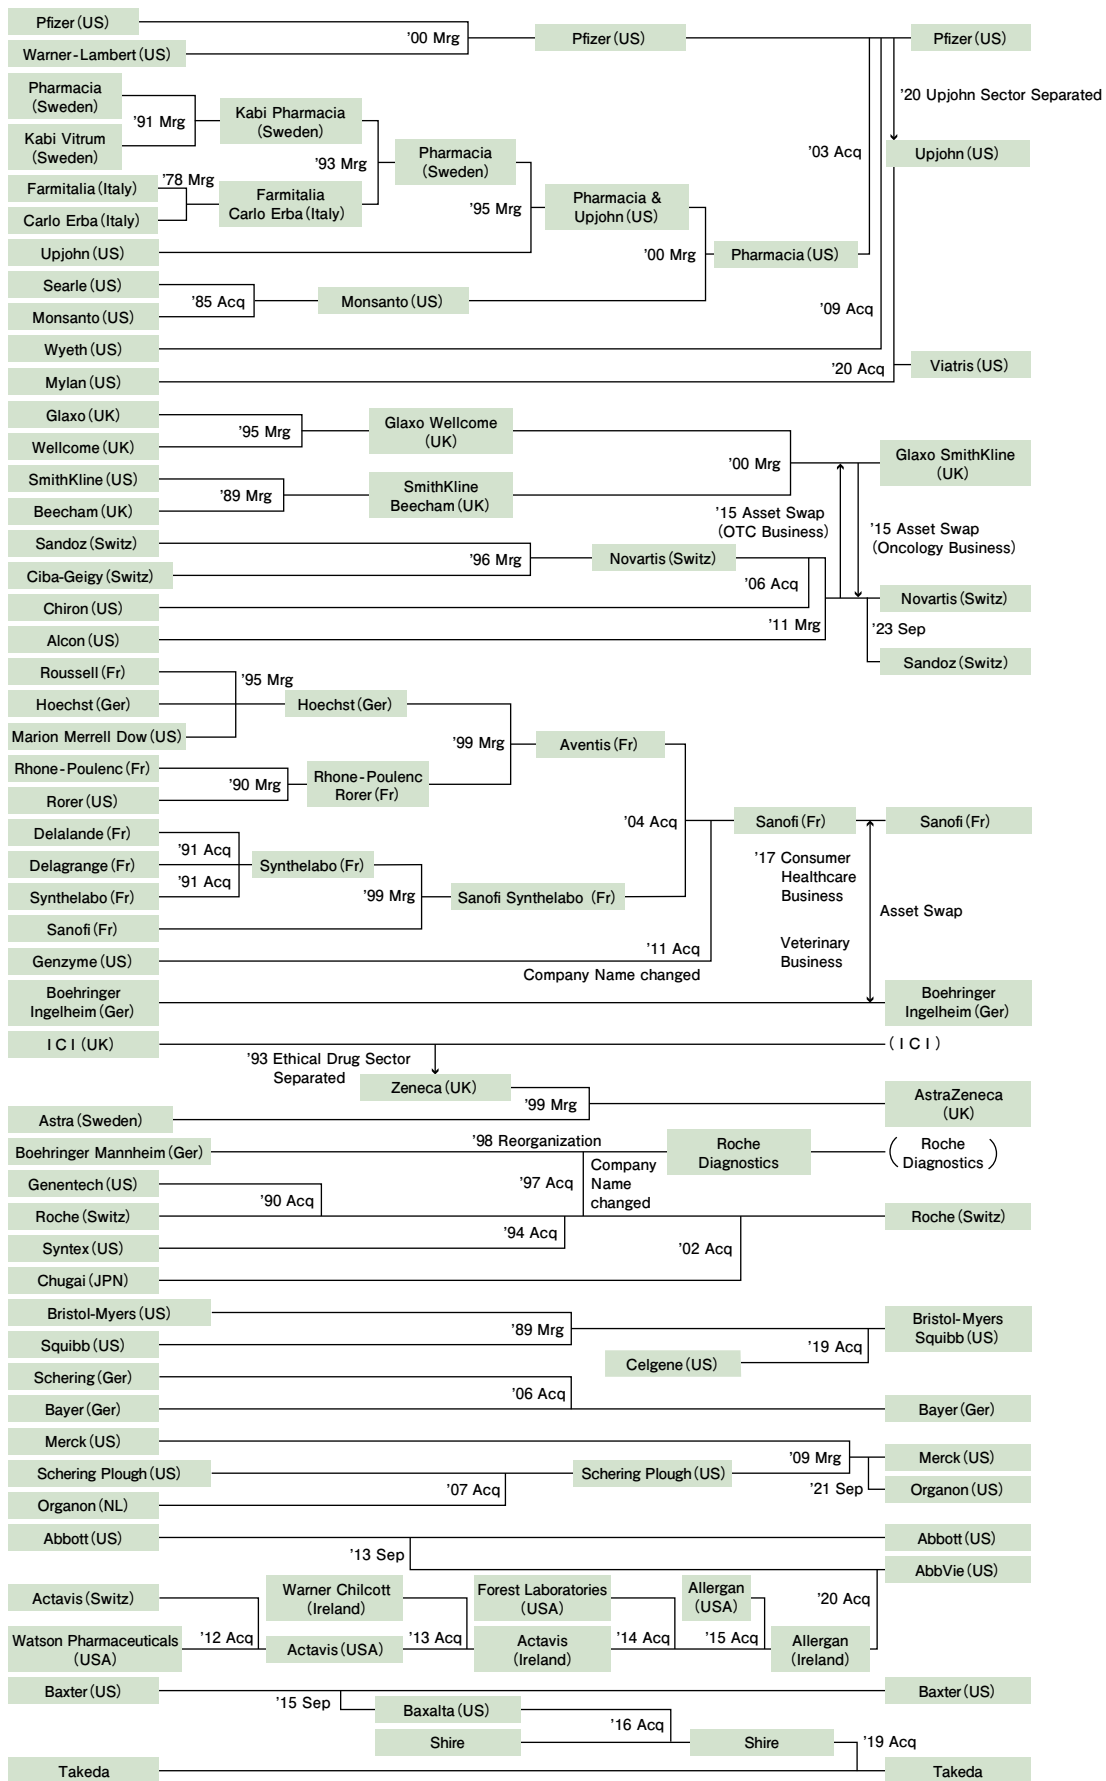 Pfizer (US)
'00 Mrg
Pfizer (US)
Pfizer (US)
Warner-Lambert (US)
Pharmacia
(Sweden)
'91 Mrg
Kabi Pharmacia
(Sweden)
'20 Upjohn Sector Separated
Kabi Vitrum
(Sweden)
'93 Mrg
Pharmacia
(Sweden)
'03 Acq
Upjohn (US)
Farmitalia (Italy)
'78 Mrg
Farmitalia
Carlo Erba (Italy)
Carlo Erba (Italy)
'95 Mrg
Pharmacia &
Upjohn (US)
Upjohn (US)
'00 Mrg
Pharmacia (US)
Searle (US)
'85 Acq
Monsanto (US)
Monsanto (US)
'09 Acq
Wyeth (US)
'20 Acq
Viatris (US)
Mylan (US)
Glaxo (UK)
'95 Mrg
Glaxo Wellcome
(UK)
Wellcome (UK)
'00 Mrg
Glaxo SmithKline
(UK)
SmithKline (US)
'89 Mrg
SmithKline
Beecham (UK)
Beecham (UK)
'15 Asset Swap
(OTC Business)
'15 Asset Swap
(Oncology Business)
Sandoz (Switz)
'96 Mrg
Novartis (Switz)
Ciba-Geigy (Switz)
'06 Acq
Chiron (US)
Novartis (Switz)
'11 Mrg
'23 Sep
Alcon (US)
Sandoz (Switz)
Roussell (Fr)
'95 Mrg
Hoechst (Ger)
Hoechst (Ger)
Marion Merrell Dow (US)
'99 Mrg
Aventis (Fr)
Rhone-Poulenc (Fr)
'90 Mrg
Rhone-Poulenc
Rorer (Fr)
Rorer (US)
'04 Acq
Sanofi (Fr)
Sanofi (Fr)
Delalande (Fr)
'91 Acq
Delagrange (Fr)
Synthelabo (Fr)
'91 Acq
Synthelabo (Fr)
'99 Mrg
Sanofi Synthelabo (Fr)
'17 Consumer
Healthcare
Business
Asset Swap
Sanofi (Fr)
Veterinary
Business
Genzyme (US)
'11 Acq
Company Name changed
Boehringer
Ingelheim (Ger)
Boehringer
Ingelheim (Ger)
I C I (UK)
( I C I )
'93 Ethical Drug Sector
Separated
Zeneca (UK)
'99 Mrg
AstraZeneca
(UK)
Astra (Sweden)
Boehringer Mannheim (Ger)
'98 Reorganization
Company
Name
changed
Roche
Diagnostics
( Roche
Diagnostics )
Genentech (US)
'90 Acq
'97 Acq
Roche (Switz)
Roche (Switz)
Syntex (US)
'94 Acq
'02 Acq
Chugai (JPN)
Bristol-Myers (US)
'89 Mrg
Bristol-Myers
Squibb (US)
Squibb (US)
'19 Acq
Celgene (US)
Schering (Ger)
'06 Acq
Bayer (Ger)
Bayer (Ger)
Merck (US)
'09 Mrg
Merck (US)
Schering Plough (US)
'07 Acq
Schering Plough (US)
'21 Sep
Organon (US)
Organon (NL)
Abbott (US)
Abbott (US)
'13 Sep
AbbVie (US)
Actavis (Switz)
Warner Chilcott
(Ireland)
Forest Laboratories
(USA)
Allergan
(USA)
'20 Acq
Watson Pharmaceuticals
(USA)
'12 Acq
Actavis (USA)
'13 Acq
Actavis
(Ireland)
'14 Acq
'15 Acq
Allergan
(Ireland)
Baxter (US)
Baxter (US)
'15 Sep
Baxalta (US)
'16 Acq
Shire
Shire
'19 Acq
Takeda
Takeda